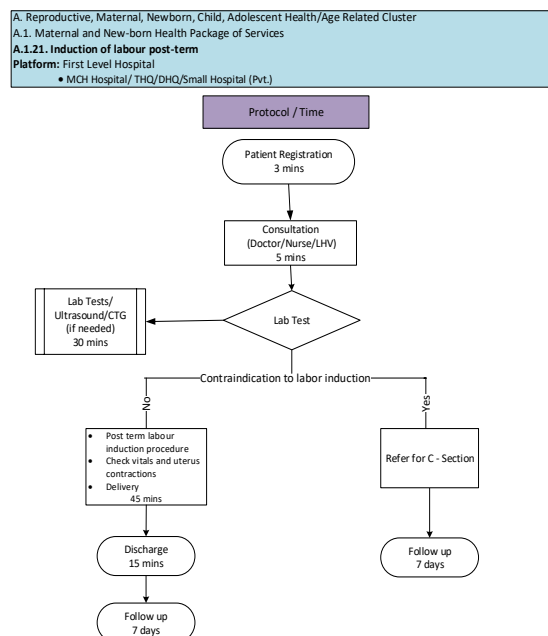 A. Reproductive, Maternal, Newborn, Child, Adolescent Health/Age Related Cluster
A.1. Maternal and New-born Health Package of Services
A.1.21. Induction of labour post-term
Platform: First Level Hospital
• MCH Hospital/ THQ/DHQ/Small Hospital (Pvt.)
Protocol / Time
Patient Registration
3 mins
Consultation
(Doctor/Nurse/LHV)
5 mins
Lab Tests/
Ultrasound/CTG
(if needed)
30 mins
Lab Test
Contraindication to labor induction
No
Yes
• Post term labour
induction procedure
• Check vitals and uterus
contractions
• Delivery
45 mins
Refer for C - Section
Discharge
15 mins
Follow up
7 days
Follow up
7 days